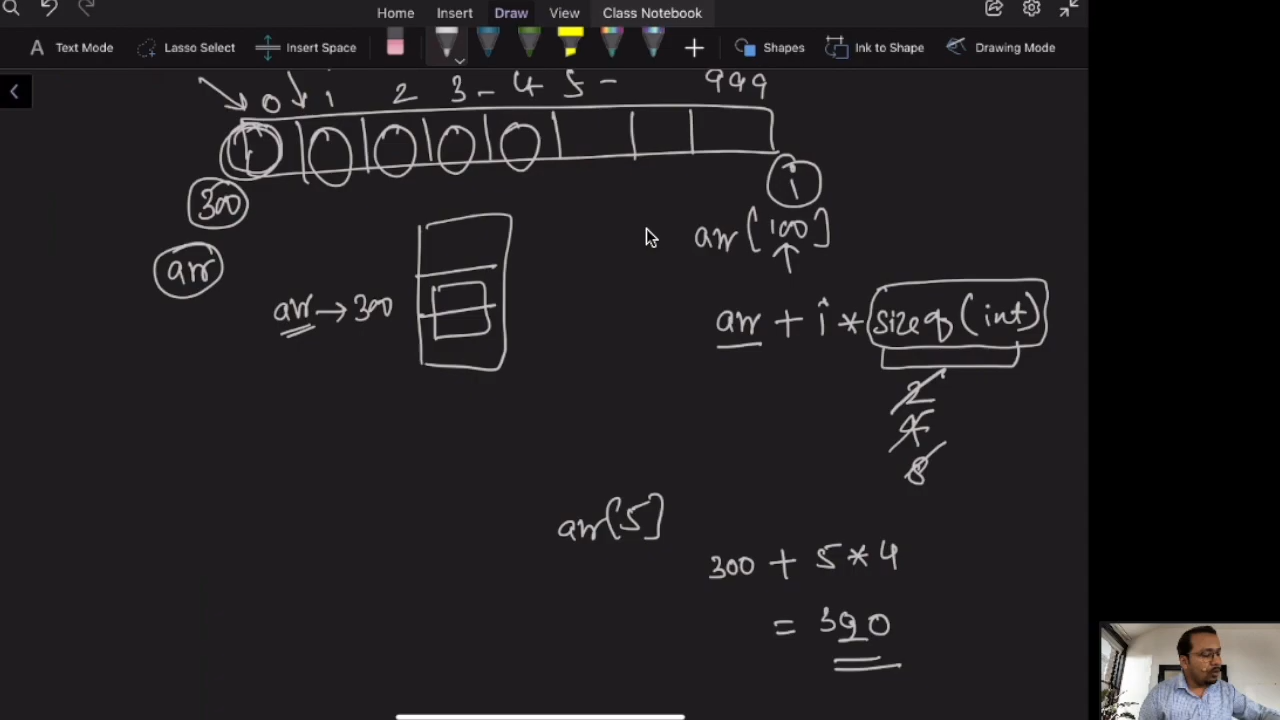 Home Insert Draw View Class Notebook
Text Mode Lasso Select Insert Space Shapes Ink to Shape Drawing Mode
0 1 2 3 - 4 5 - 999
300
i
arr
arr [100]
arr → 300
arr + i * sizeof (int)
2
4
8
arr[5]
300 + 5 * 4
= 320